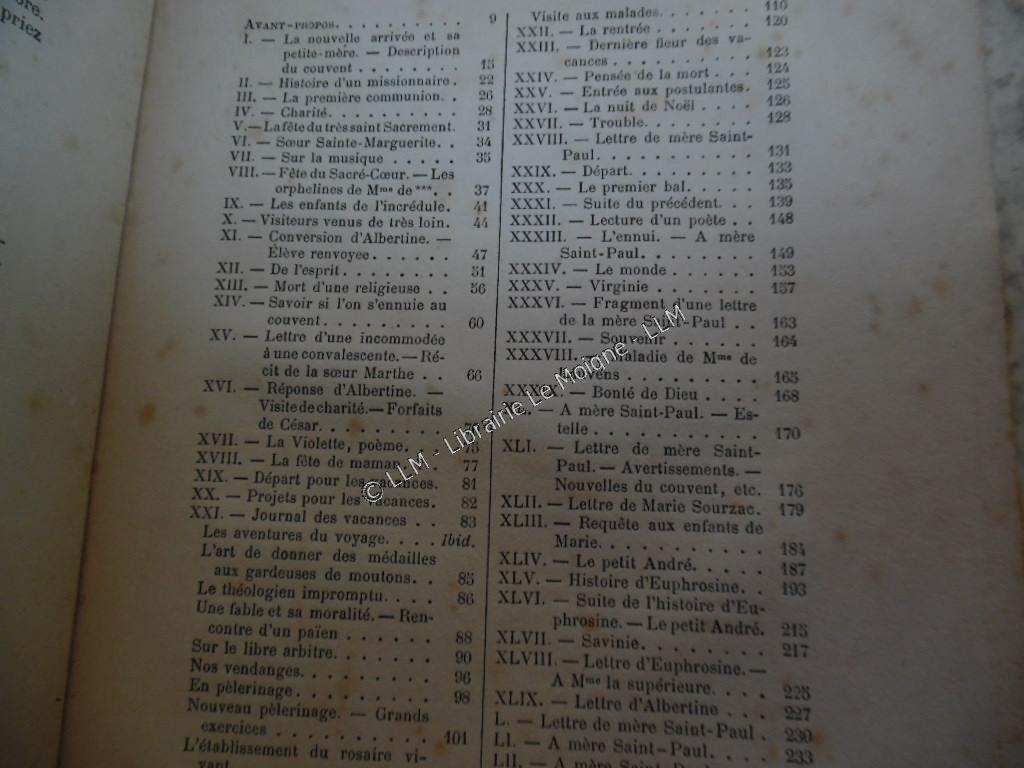 ore.
priez
AVANT-PROPOS. . . . . . . . . . 9
I. — La nouvelle arrivée et sa
petite-mère. — Description
du couvent . . . . . . . . 15
II. — Histoire d'un missionnaire. 22
III. — La première communion. . 26
IV. — Charité. . . . . . . . . . 28
V.—La fête du très saint Sacrement. 31
VI. — Sœur Sainte-Marguerite. . 34
VII. — Sur la musique . . . . . 35
VIII. — Fête du Sacré-Cœur. — Les
orphelines de Mme de ***. . 37
IX. — Les enfants de l'incrédule. 41
X. — Visiteurs venus de très loin. 44
XI. — Conversion d'Albertine. —
Élève renvoyee. . . . . . 47
XII. — De l'esprit . . . . . . . 51
XIII. — Mort d'une religieuse . . 56
XIV. — Savoir si l'on s'ennuie au
couvent. . . . . . . . . . 60
XV. — Lettre d'une incommodée
à une convalescente. — Ré-
cit de la sœur Marthe . . 66
XVI. — Réponse d'Albertine. —
Visite de charité. — Forfaits
de César. . . . . . . . .
XVII. — La Violette, poème. . 75
XVIII. — La fête de maman . . 77
XIX. — Départ pour les vacances. 81
XX. — Projets pour les vacances. 82
XXI. — Journal des vacances . . 83
Les aventures du voyage. . . . Ibid.
L'art de donner des médailles
aux gardeuses de moutons. . 85
Le théologien impromptu. . . . 86
Une fable et sa moralité. — Ren-
contre d'un païen . . . . . . 88
Sur le libre arbitre. . . . . . . 90
Nos vendanges. . . . . . . . . 96
En pèlerinage. . . . . . . . . . 98
Nouveau pèlerinage. — Grands
exercices . . . . . . . . . . 101
L'établissement du rosaire vi-
vant
Visite aux malades. . . . . . . 110
XXII. — La rentrée . . . . . . 120
XXIII. — Dernière fleur des va-
cances . . . . . . . . . . 123
XXIV. — Pensée de la mort . . . 124
XXV. — Entrée aux postulantes. 125
XXVI. — La nuit de Noël . . . . 126
XXVII. — Trouble. . . . . . . . 128
XXVIII. — Lettre de mère Saint-
Paul. . . . . . . . . . . 131
XXIX. — Départ. . . . . . . . . 133
XXX. — Le premier bal. . . . . . 135
XXXI. — Suite du précédent. . . 139
XXXII. — Lecture d'un poète . . 148
XXXIII. — L'ennui. — A mère
Saint-Paul. . . . . . . . . 149
XXXIV. — Le monde . . . . . . 153
XXXV. — Virginie . . . . . . . 157
XXXVI. — Fragment d'une lettre
de la mère Saint-Paul . . 163
XXXVII. — Souvenir . . . . . . 164
XXXVIII. — Maladie de Mme de
. . . . . . . . . 165
— Bonté de Dieu . . 168
— A mère Saint-Paul. — Es-
telle . . . . . . . . . . . 170
XLI. — Lettre de mère Saint-
Paul. — Avertissements. —
Nouvelles du couvent, etc. 176
XLII. — Lettre de Marie Sourzac. 179
XLIII. — Requête aux enfants de
Marie. . . . . . . . . . . 184
XLIV. — Le petit André. . . . . 187
XLV. — Histoire d'Euphrosine. . 193
XLVI. — Suite de l'histoire d'Eu-
phrosine. — Le petit André. 215
XLVII. — Savinie. . . . . . . . 217
XLVIII. — Lettre d'Euphrosine. —
A Mme la supérieure. . . . 225
XLIX. — Lettre d'Albertine . . . 227
L. — Lettre de mère Saint-Paul . 230
LI. — A mère Saint-Paul. . . . . 233
LII. — A mère Saint-Paul
© LLM - Librairie Le Moigne - LLM